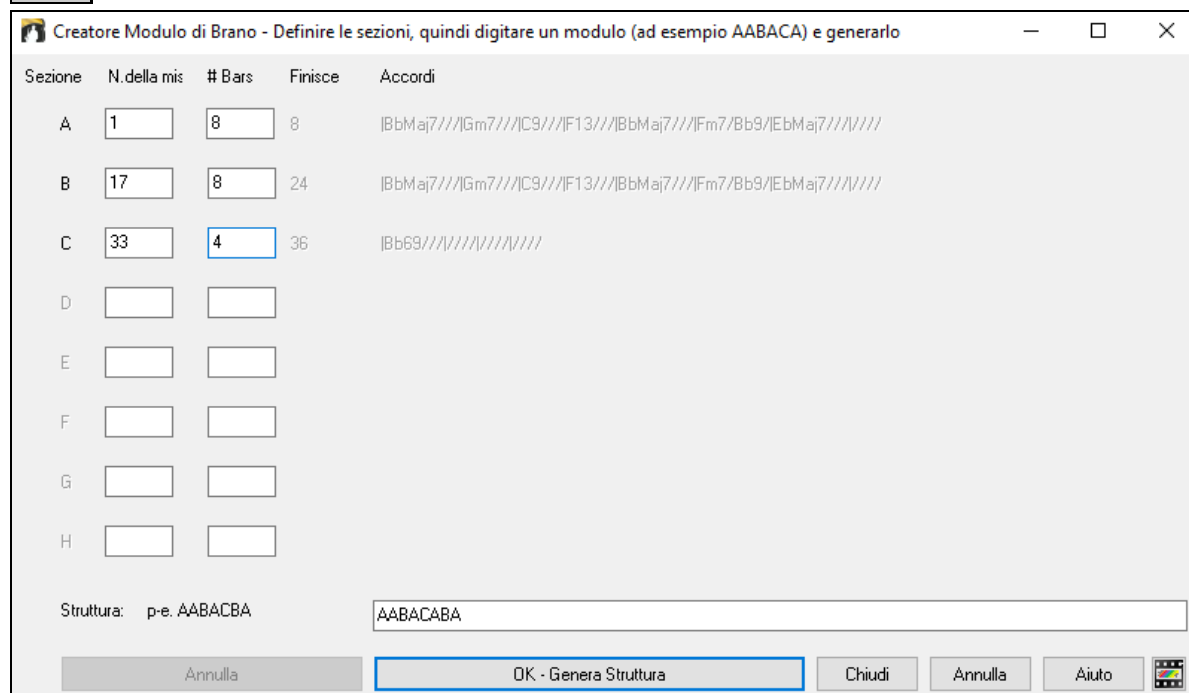 Creatore Modulo di Brano - Definire le sezioni, quindi digitare un modulo (ad esempio AABACA) e generarlo
Sezione N.della mis # Bars Finisce Accordi
A 1 8 8 |BbMaj7///|Gm7///|C9///|F13///|BbMaj7///|Fm7/Bb9/|EbMaj7///|////
B 17 8 24 |BbMaj7///|Gm7///|C9///|F13///|BbMaj7///|Fm7/Bb9/|EbMaj7///|////
C 33 4 36 |Bb69///|////|////|////
D
E
F
G
H
Struttura: p-e. AABACBA AABACABA
Annulla OK - Genera Struttura Chiudi Annulla Aiuto